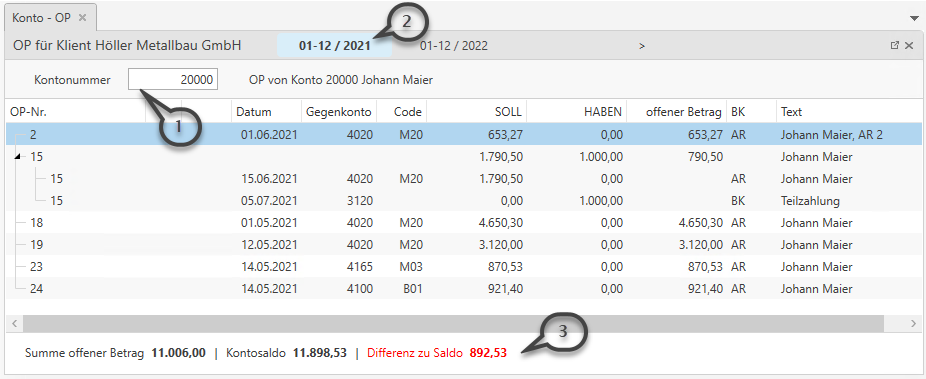 Konto - OP ×
2
OP für Klient Höller Metallbau GmbH 01-12 / 2021 01-12 / 2022 >
Kontonummer 20000 OP von Konto 20000 Johann Maier
1
OP-Nr. Datum Gegenkonto Code SOLL HABEN offener Betrag BK Text
2 01.06.2021 4020 M20 653,27 0,00 653,27 AR Johann Maier, AR 2
15 1.790,50 1.000,00 790,50 Johann Maier
15 15.06.2021 4020 M20 1.790,50 0,00 AR Johann Maier
15 05.07.2021 3120 0,00 1.000,00 BK Teilzahlung
18 01.05.2021 4020 M20 4.650,30 0,00 4.650,30 AR Johann Maier
19 12.05.2021 4020 M20 3.120,00 0,00 3.120,00 AR Johann Maier
23 14.05.2021 4165 M03 870,53 0,00 870,53 AR Johann Maier
24 14.05.2021 4100 B01 921,40 0,00 921,40 AR Johann Maier
3
Summe offener Betrag 11.006,00 | Kontosaldo 11.898,53 | Differenz zu Saldo 892,53